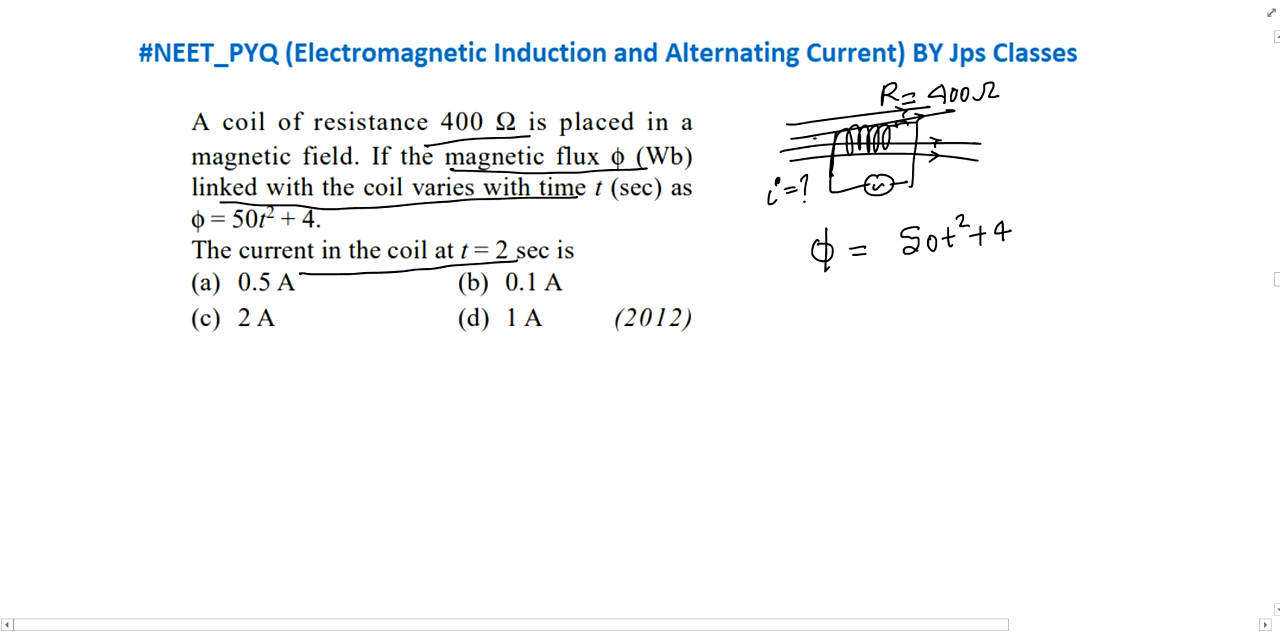 #NEET_PYQ (Electromagnetic Induction and Alternating Current) BY Jps Classes
A coil of resistance 400 Ω is placed in a
magnetic field. If the magnetic flux ϕ (Wb)
linked with the coil varies with time t (sec) as
ϕ = 50t² + 4.
The current in the coil at t = 2 sec is
(a) 0.5 A (b) 0.1 A
(c) 2 A (d) 1 A (2012)
R = 400Ω
i = ?
ϕ = 50t² + 4